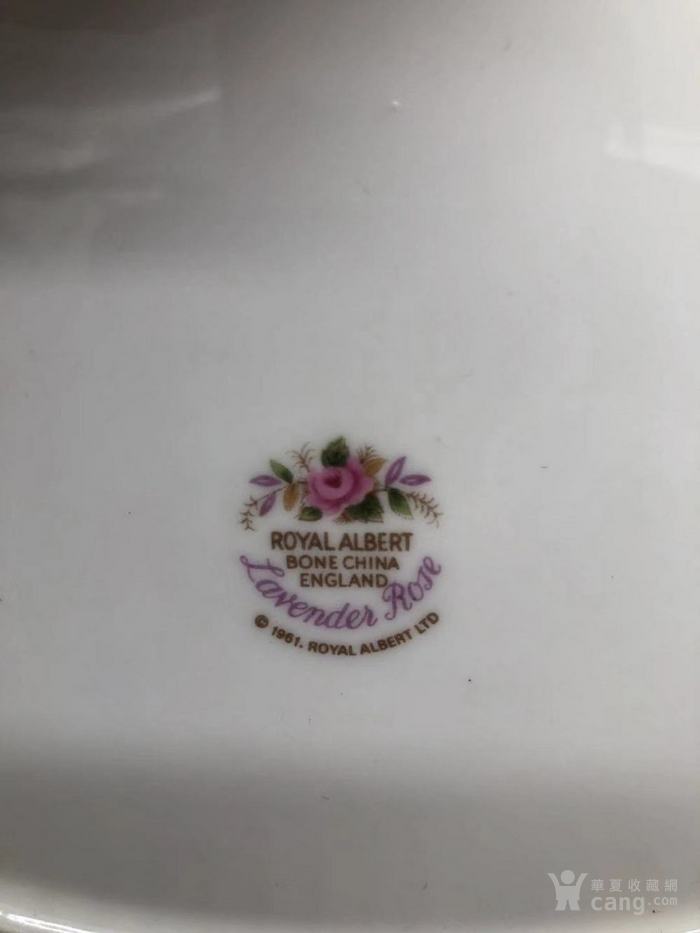 ROYAL ALBERT
BONE CHINA
ENGLAND
Lavender Rose
© 1961. ROYAL ALBERT LTD
華夏收藏網
cang.com